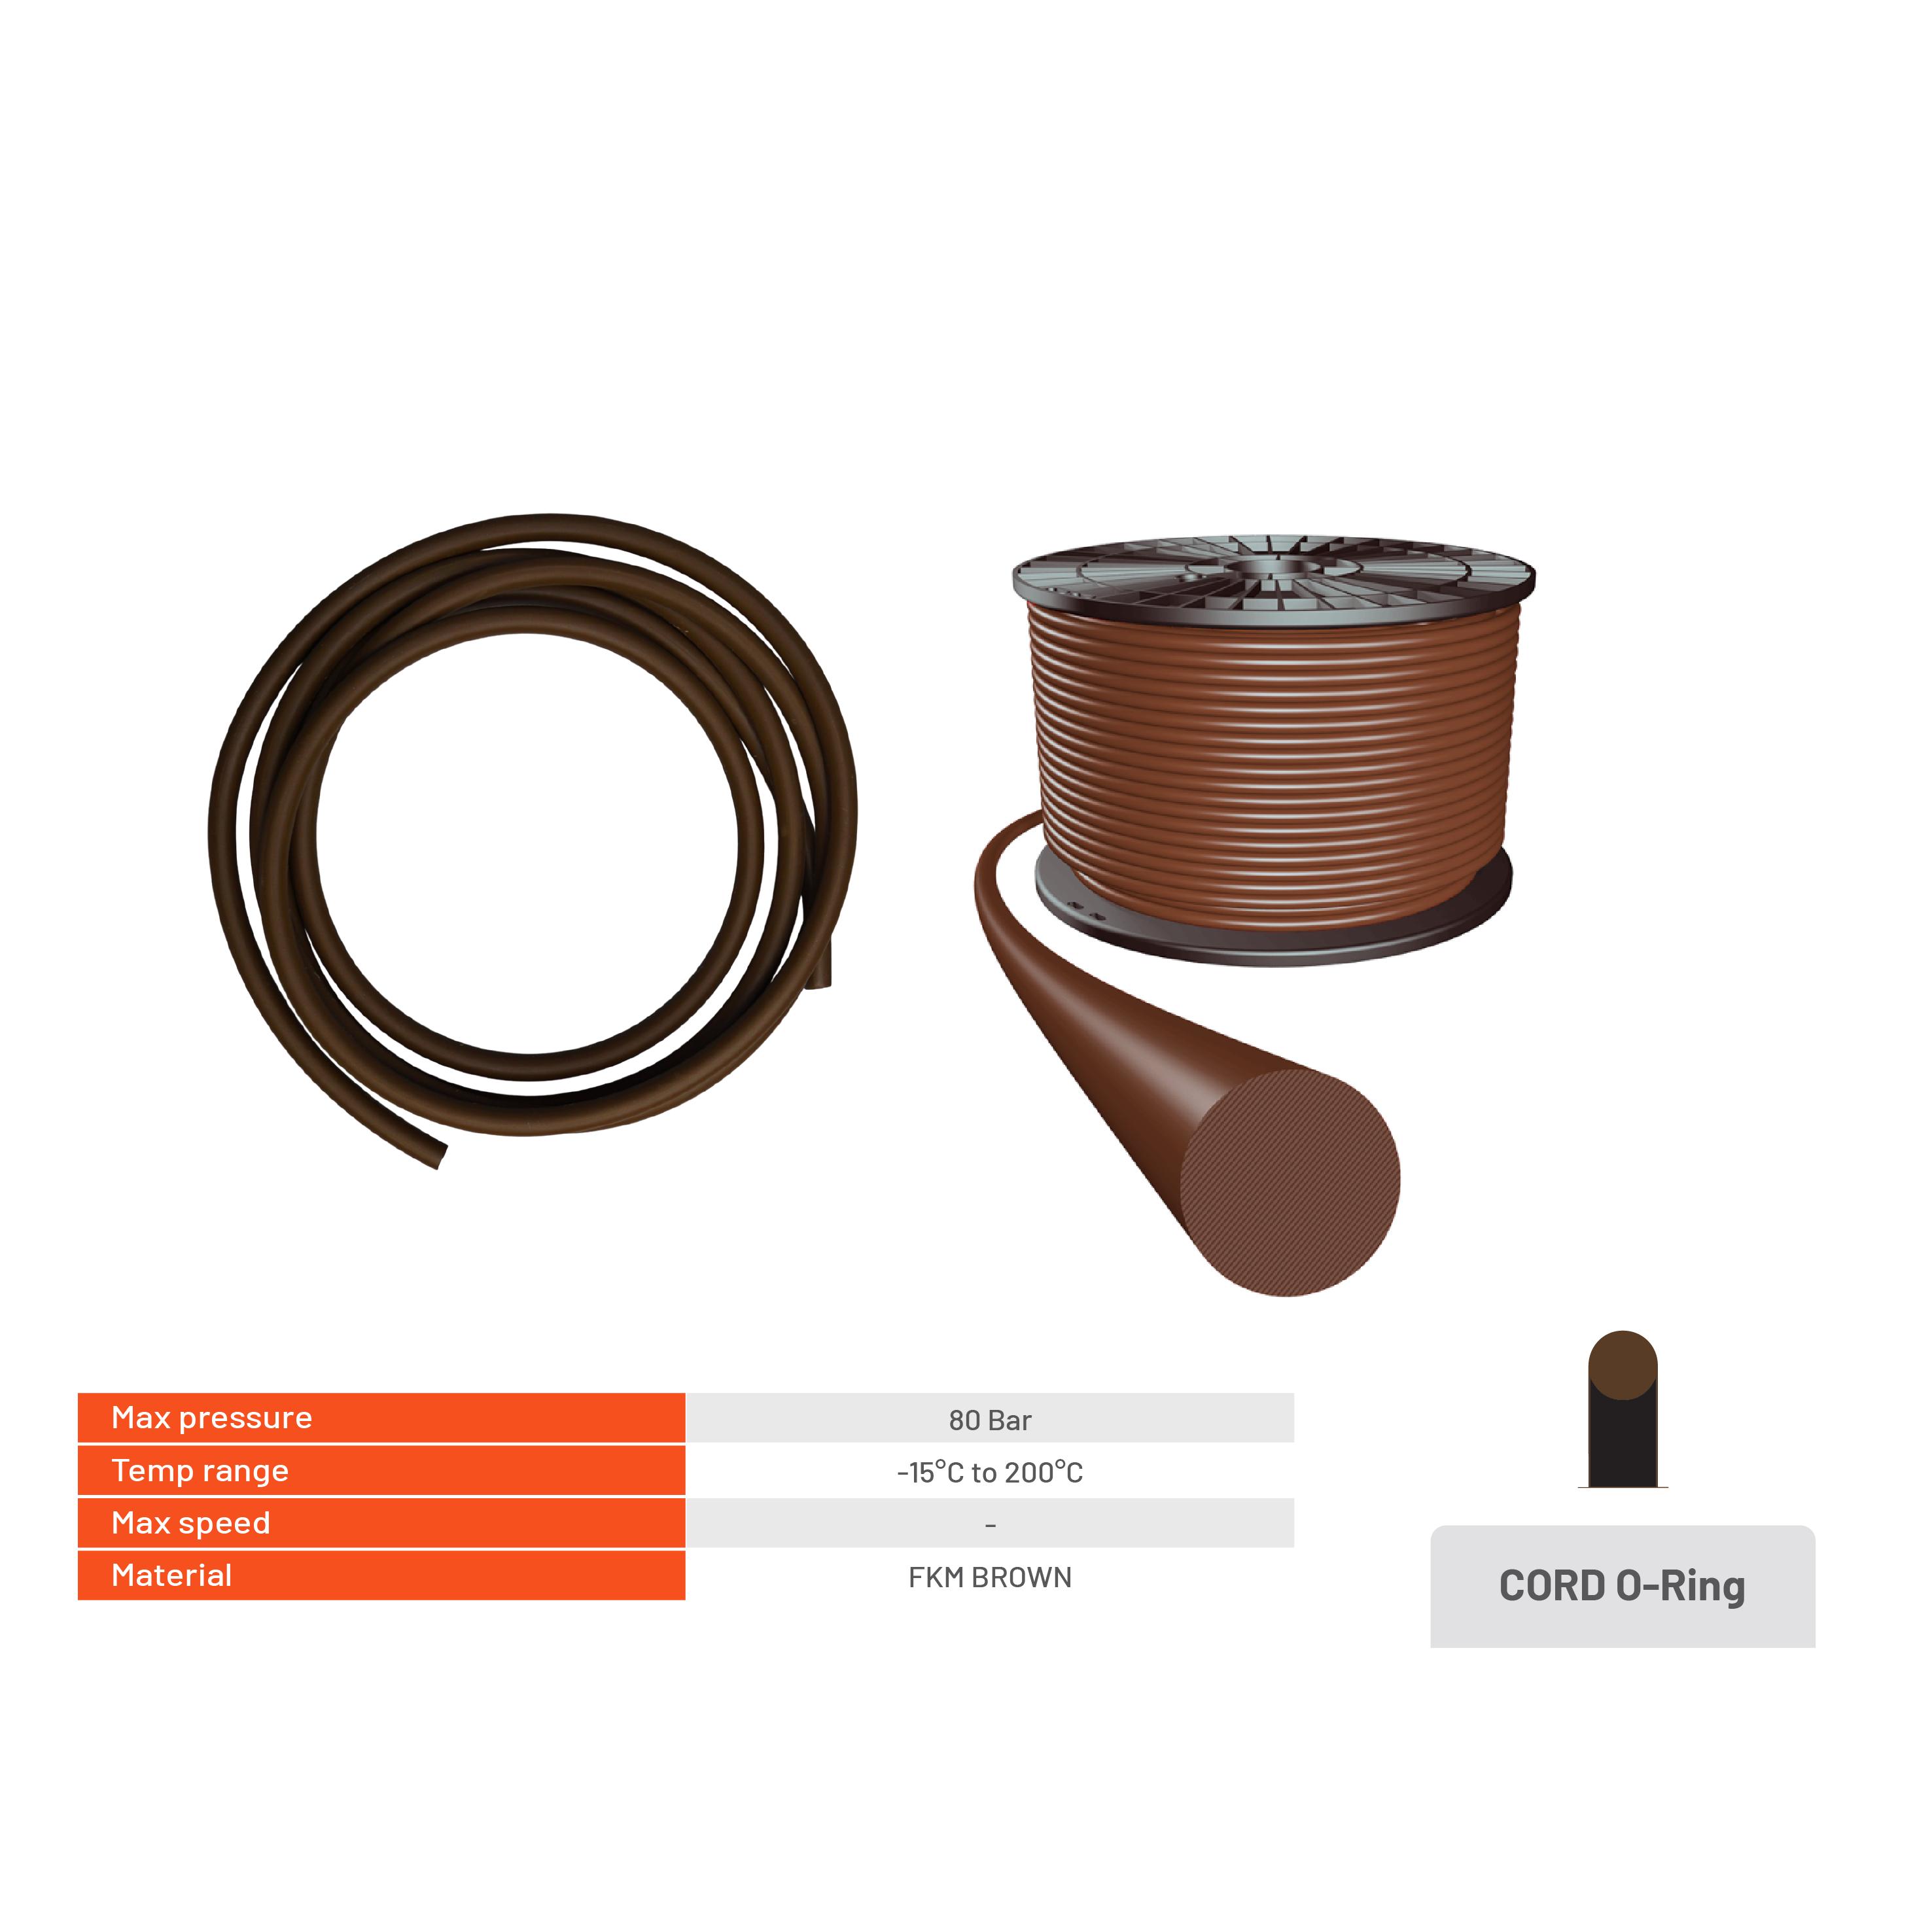 Max pressure 80 Bar
Temp range -15°C to 200°C
Max speed -
Material FKM BROWN
CORD O-Ring